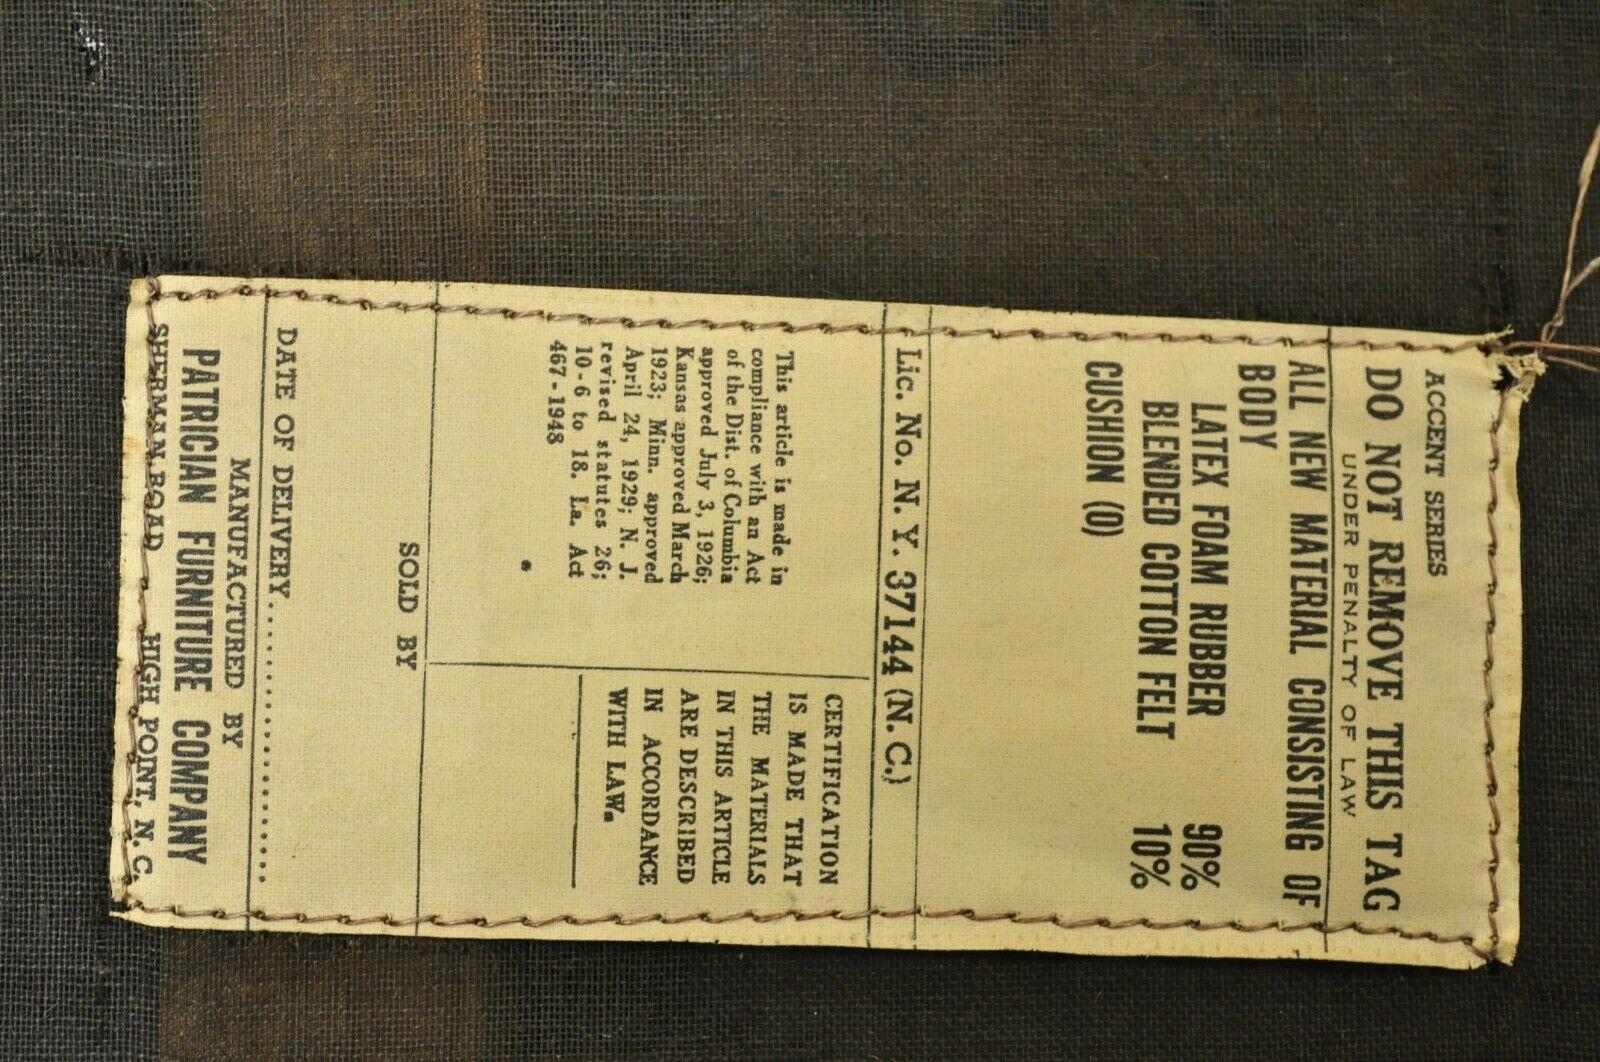 ACCENT SERIES
DO NOT REMOVE THIS TAG
UNDER PENALTY OF LAW
ALL NEW MATERIAL CONSISTING OF
BODY
LATEX FOAM RUBBER 90%
BLENDED COTTON FELT 10%
CUSHION (0)
Lic. No. N. Y. 37144 (N. C.)
This article is made in
compliance with an Act
of the Dist. of Columbia
approved July 3, 1926;
Kansas approved March
1923; Minn. approved
April 24, 1929; N. J.
revised statutes 26;
10-6 to 18. La. Act
467-1948
CERTIFICATION
IS MADE THAT
THE MATERIALS
IN THIS ARTICLE
ARE DESCRIBED
IN ACCORDANCE
WITH LAW.
SOLD BY
DATE OF DELIVERY..............................
MANUFACTURED BY
PATRICIAN FURNITURE COMPANY
SHERMAN ROAD HIGH POINT, N. C.